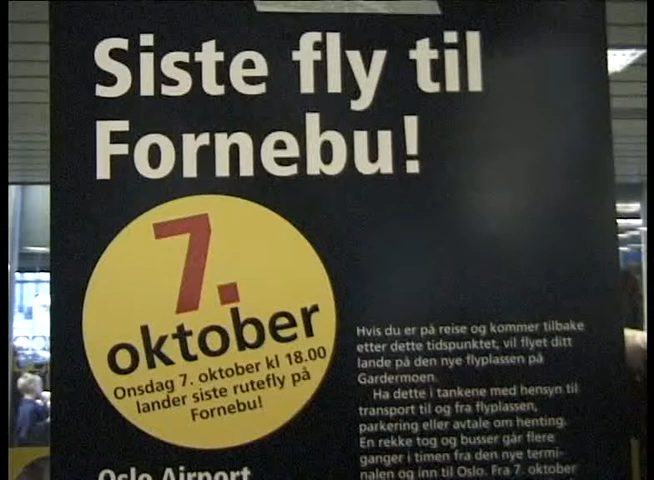 Siste fly til
Fornebu!
7.
oktober
Onsdag 7. oktober kl 18.00
lander siste rutefly på
Fornebu!
Hvis du er på reise og kommer tilbake
etter dette tidspunktet, vil flyet ditt
lande på den nye flyplassen på
Gardermoen.
Ha dette i tankene med hensyn til
transport til og fra flyplassen,
parkering eller avtale om henting.
En rekke tog og busser går flere
ganger i timen fra den nye termi-
nalen og inn til Oslo. Fra 7. oktober
Oslo Airport